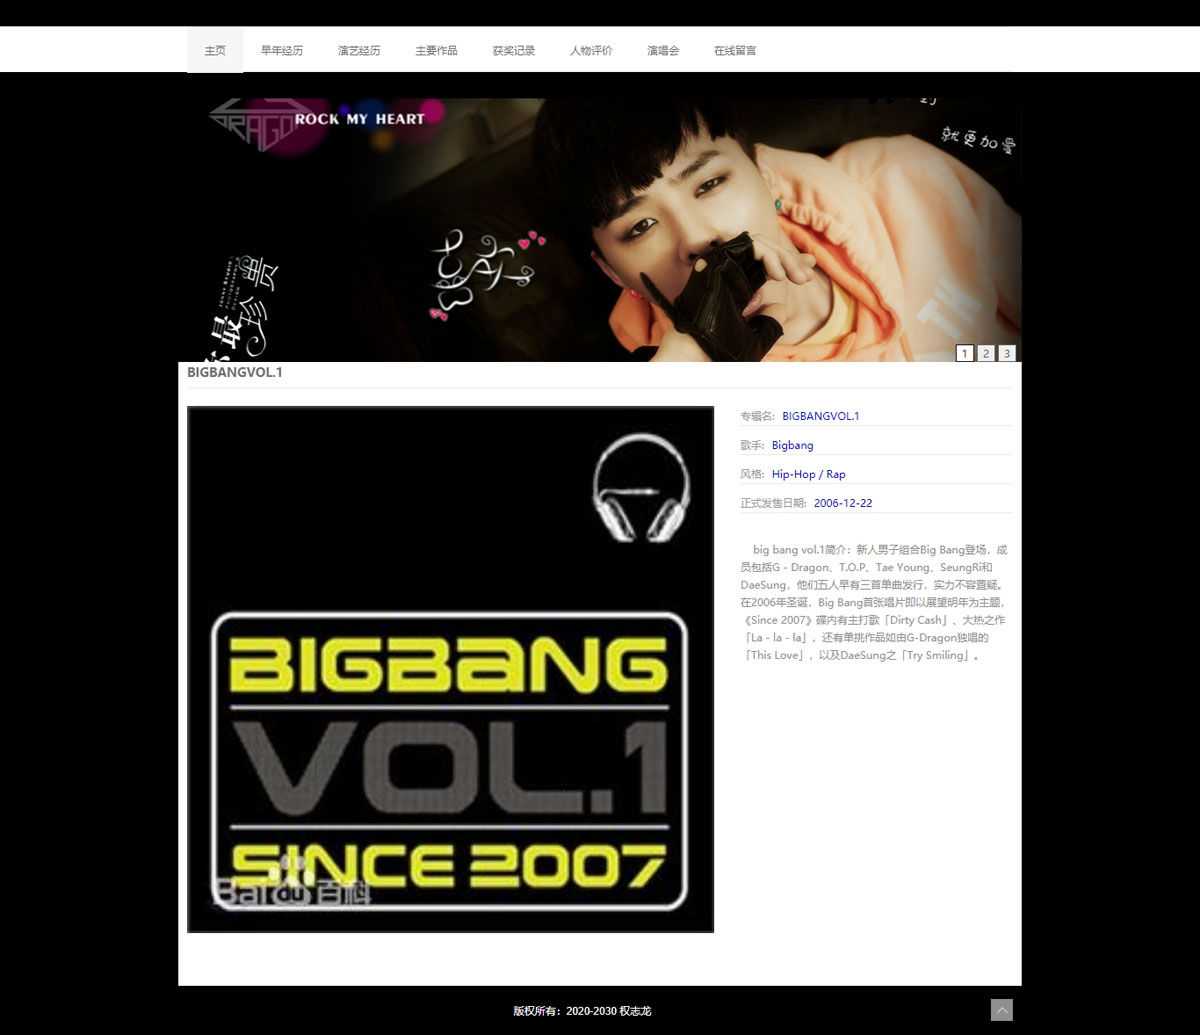 主页
早年经历
演艺经历
主要作品
获奖记录
人物评价
演唱会
在线留言
DRAGO
ROCK MY HEART
就更加爱
喜欢
最珍贵
1
2
3
BIGBANGVOL.1
BIGBANG
VOL.1
SINCE 2007
Baidu百科
专辑名: BIGBANGVOL.1
歌手: Bigbang
风格: Hip-Hop / Rap
正式发售日期: 2006-12-22
big bang vol.1简介：新人男子组合Big Bang登场，成
员包括G - Dragon、T.O.P、Tae Young、SeungRi和
DaeSung，他们五人早有三首单曲发行，实力不容置疑。
在2006年圣诞，Big Bang首张唱片即以展望明年为主题，
《Since 2007》碟内有主打歌「Dirty Cash」、大热之作
「La - la - la」，还有单挑作品如由G-Dragon独唱的
「This Love」，以及DaeSung之「Try Smiling」。
版权所有：2020-2030 权志龙